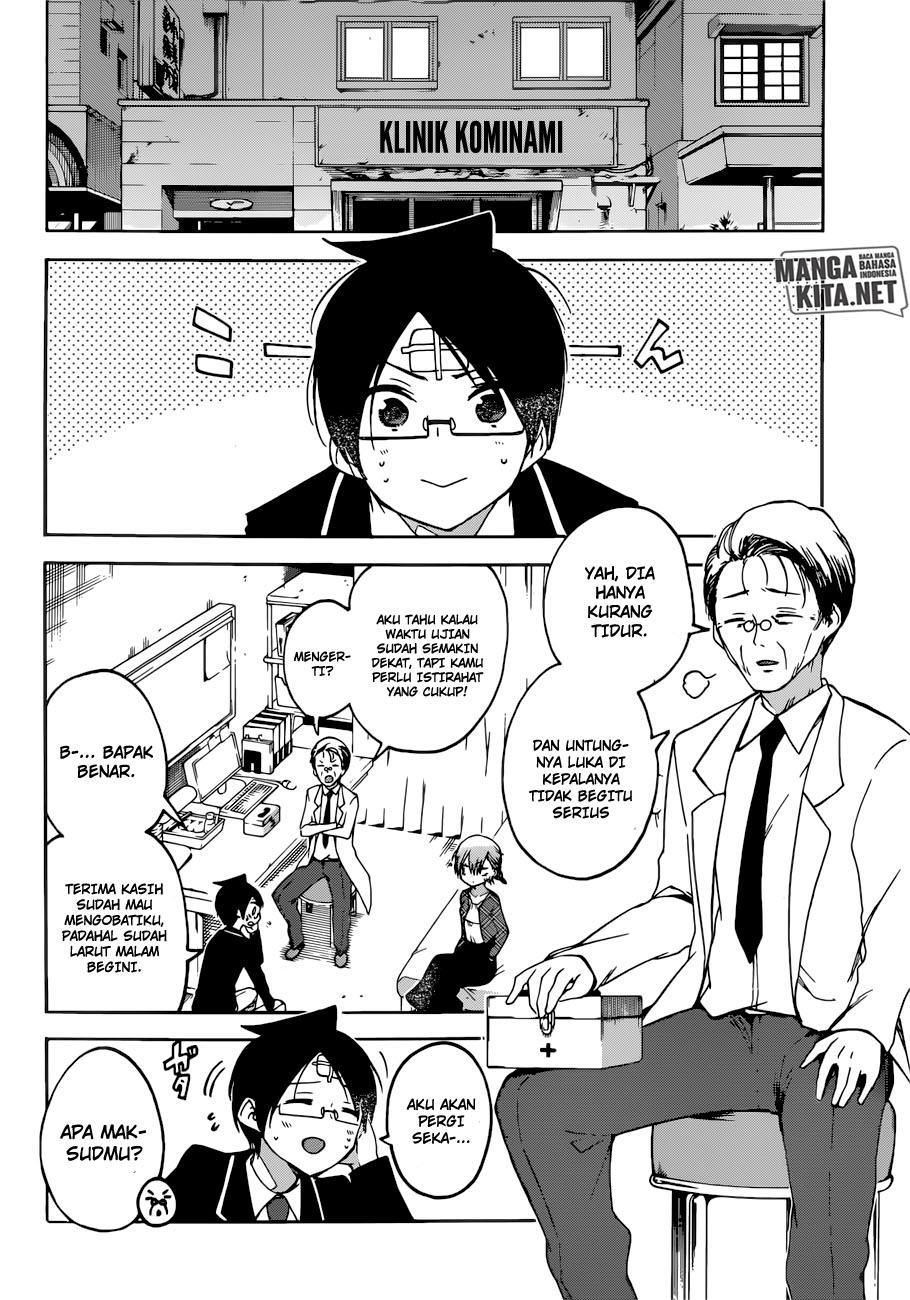 KLINIK KOMINAMI
MANGA
KITA.NET
BACA MANGA
BAHASA
INDONESIA
ん
YAH, DIA
HANYA
KURANG
TIDUR.
DAN UNTUNG-
NYA LUKA DI
KEPALANYA
TIDAK BEGITU
SERIUS
AKU TAHU KALAU
WAKTU UJIAN
SUDAH SEMAKIN
DEKAT, TAPI KAMU
PERLU ISTIRAHAT
YANG CUKUP!
MENGER-
TI?
B-... BAPAK
BENAR.
TERIMA KASIH
SUDAH MAU
MENGOBATIKU,
PADAHAL SUDAH
LARUT MALAM
BEGINI.
AKU AKAN
PERGI
SEKA-...
ガタ
APA MAK-
SUDMU?